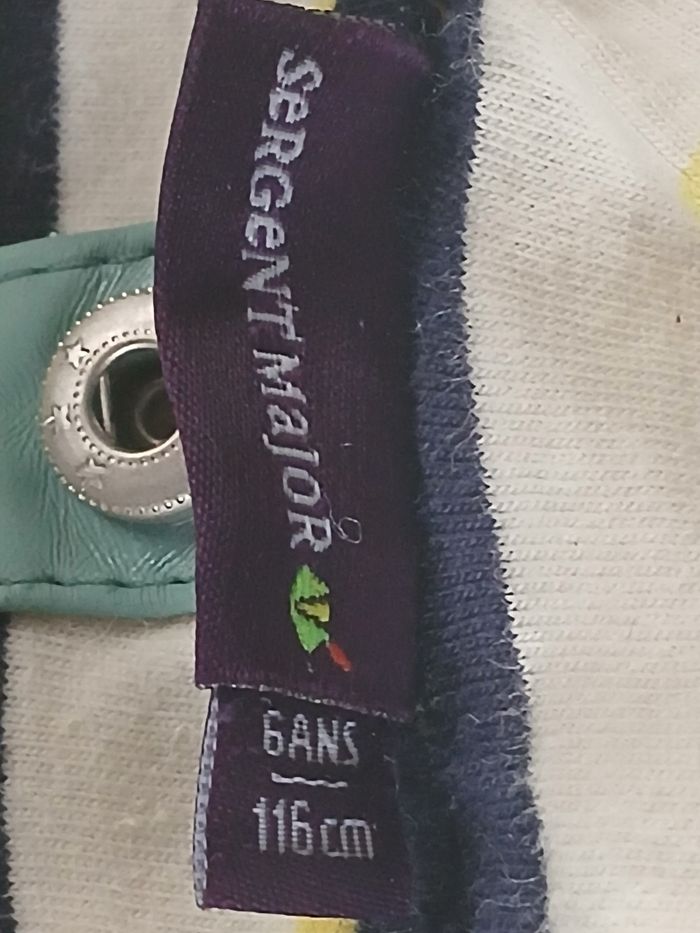 SeRGeNT MaJoR
6ANS
116cm